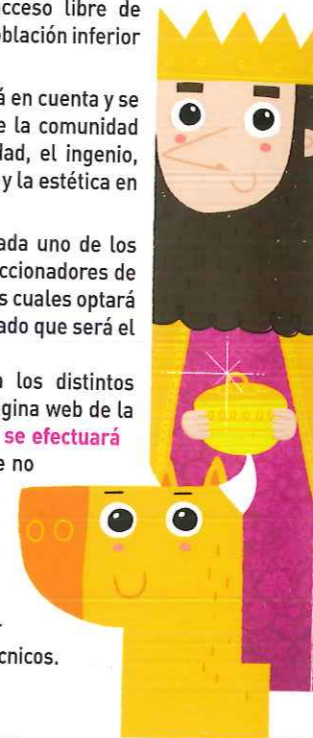 acceso libre de
oblación inferior
á en cuenta y se
e la comunidad
dad, el ingenio,
y la estética en
ada uno de los
ccionadores de
s cuales optará
ado que será el
a los distintos
ágina web de la
se efectuará
e no
cnicos.